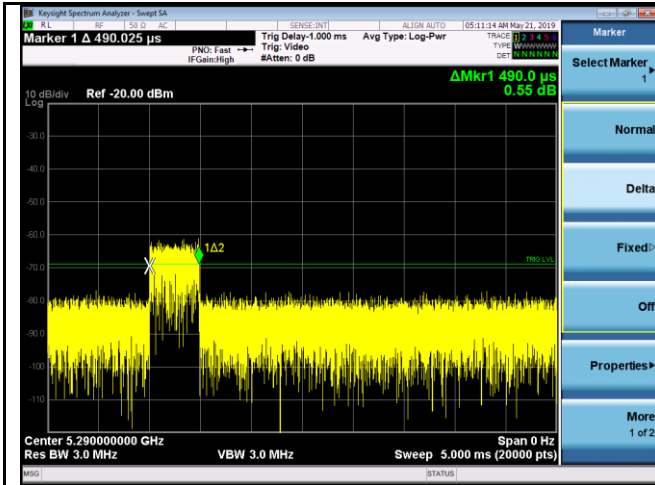 Keysight Spectrum Analyzer - Swept SA
RL RF 50 Ω AC SENSE:INT ALIGN AUTO 05:11:14 AM May 21, 2019
Marker 1 Δ 490.025 µs
PNO: Fast
IFGain:High
Trig Delay-1.000 ms
Trig: Video
#Atten: 0 dB
Avg Type: Log-Pwr
TRACE 1 2 3 4 5 6
TYPE WWWWWW
DET N N N N N N
ΔMkr1 490.0 µs
0.55 dB
10 dB/div Ref -20.00 dBm
Log
-30.0
-40.0
-50.0
-60.0
-70.0
-80.0
-90.0
-100
-110
1Δ2
TRIG LVL
Center 5.290000000 GHz Span 0 Hz
Res BW 3.0 MHz VBW 3.0 MHz Sweep 5.000 ms (20000 pts)
MSG STATUS
Marker
Select Marker
1
Normal
Delta
Fixed
Off
Properties
More
1 of 2